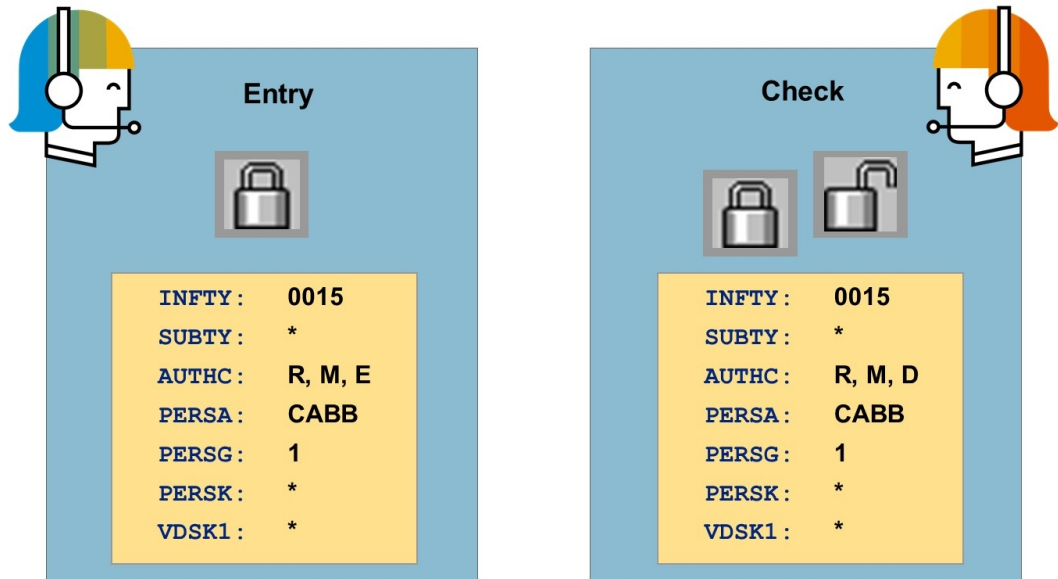 Entry
INFTY: 0015
SUBTY: *
AUTHC: R, M, E
PERSA: CABB
PERSG: 1
PERSK: *
VDSK1: *
Check
INFTY: 0015
SUBTY: *
AUTHC: R, M, D
PERSA: CABB
PERSG: 1
PERSK: *
VDSK1: *